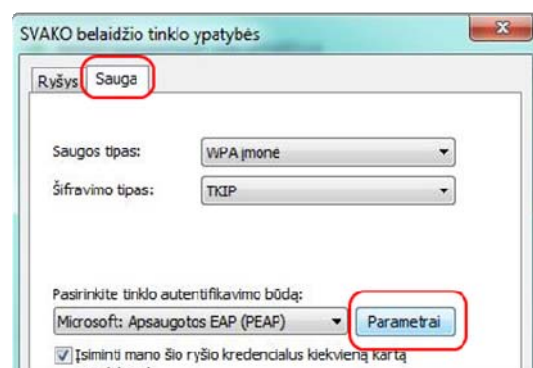 SVAKO belaidžio tinklo ypatybės
Ryšys Sauga
Saugos tipas: WPA įmonė
Šifravimo tipas: TKIP
Pasirinkite tinklo autentifikavimo būdą:
Microsoft: Apsaugotos EAP (PEAP) Parametrai
Įsiminti mano šio ryšio kredencialus kiekvieną kartą